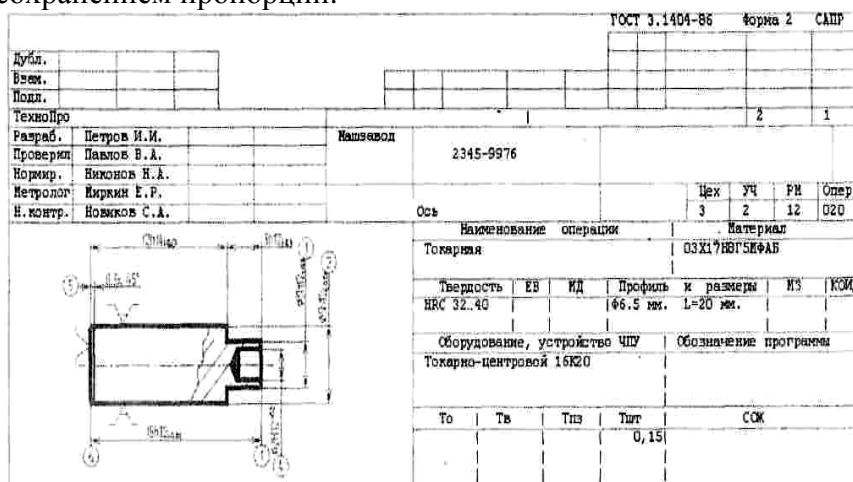 сохранением пропорций.
ГОСТ 3.1404-86 Форма 2 САПР
Дубл.
Взам.
Подл.
ТехноПро 2 1
Разраб. Петров И.И. Машзавод
Проверил Павлов В.А. 2345-9976
Нормир. Никонов Н.А.
Метролог Жиркин Е.Р. Цех УЧ РМ Опер
Н.контр. Новиков С.А. Ось 3 2 12 020
Наименование операции Материал
Токарная 03Х17Н8Г5МФАБ
Твердость ЕВ МД Профиль и размеры МЗ КОИД
HRC 32..40 Ф6.5 мм. L=20 мм.
Оборудование, устройство ЧПУ Обозначение программы
Токарно-центровой 16К20
То Тв Тпз Тшт СОЖ
0,15